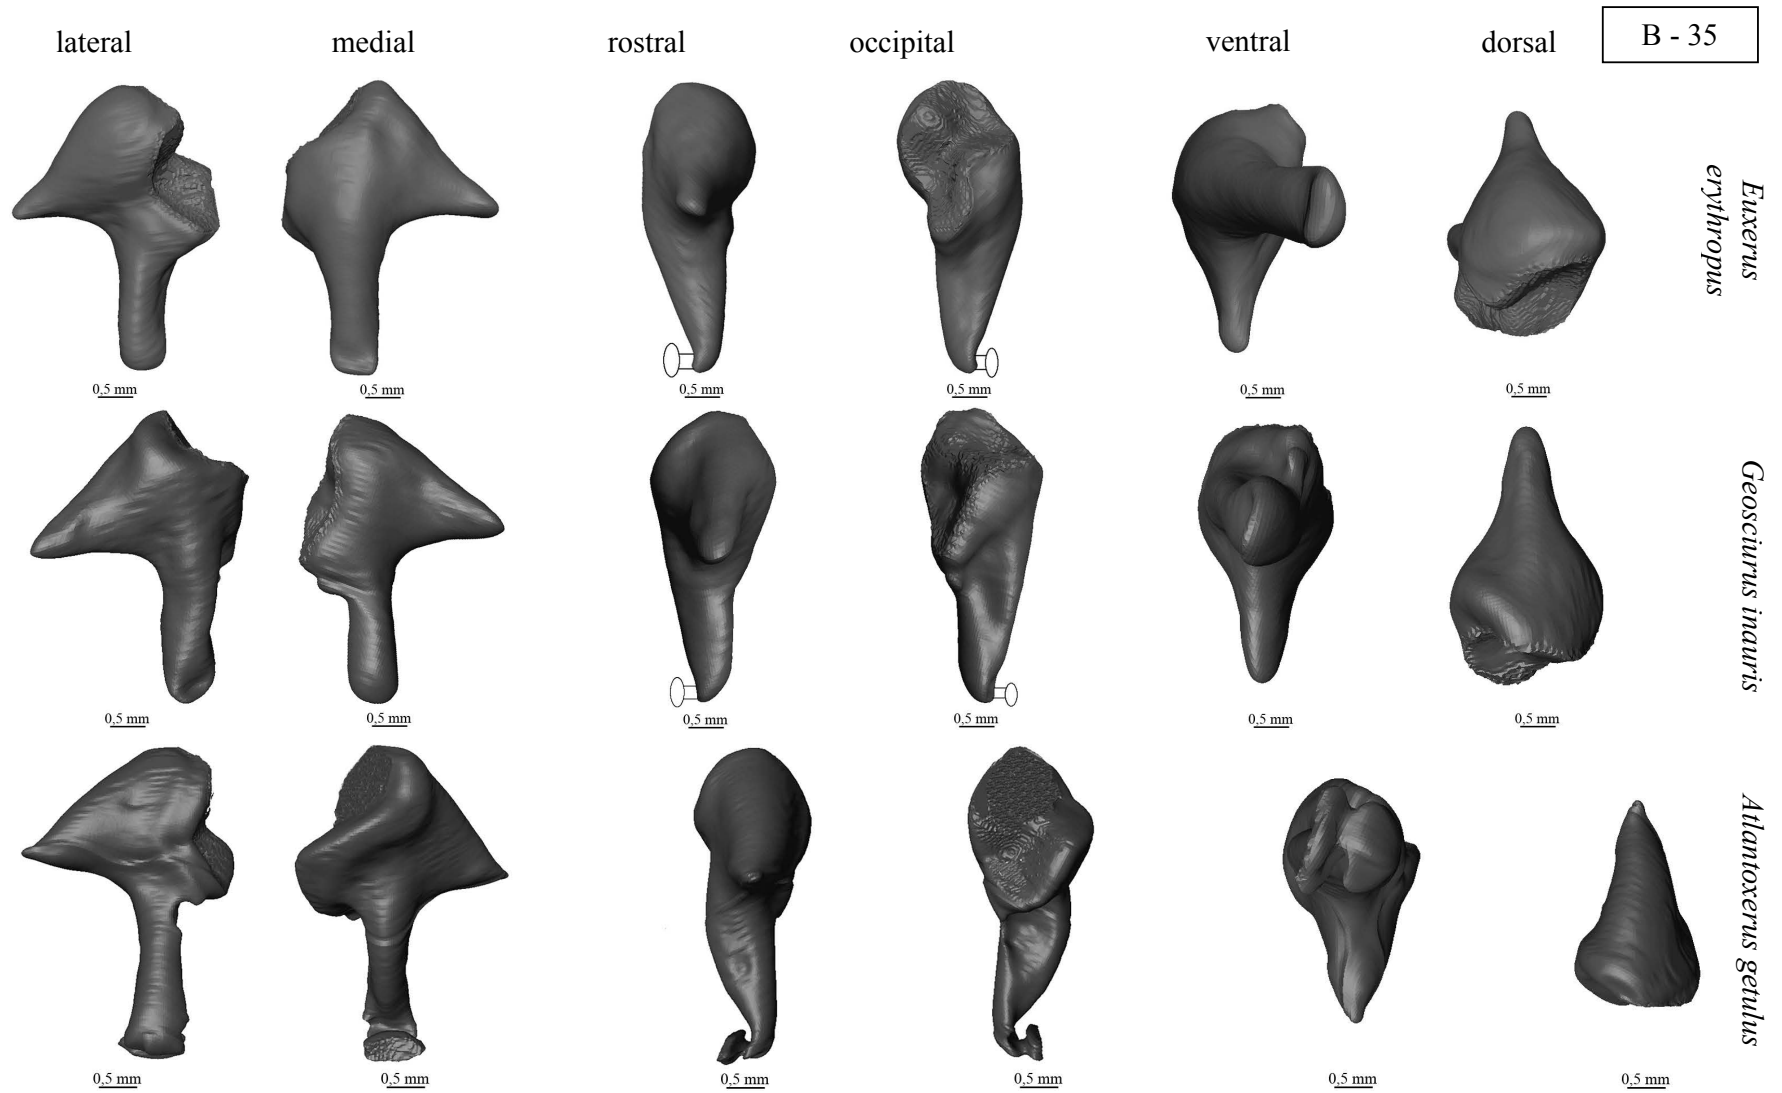 lateral medial rostral occipital ventral dorsal B - 35
Euxerus
erythropus
0,5 mm 0,5 mm 0,5 mm 0,5 mm 0,5 mm 0,5 mm
Geosciurus inauris
0,5 mm 0,5 mm 0,5 mm 0,5 mm 0,5 mm 0,5 mm
Atlantoxerus getulus
0,5 mm 0,5 mm 0,5 mm 0,5 mm 0,5 mm 0,5 mm